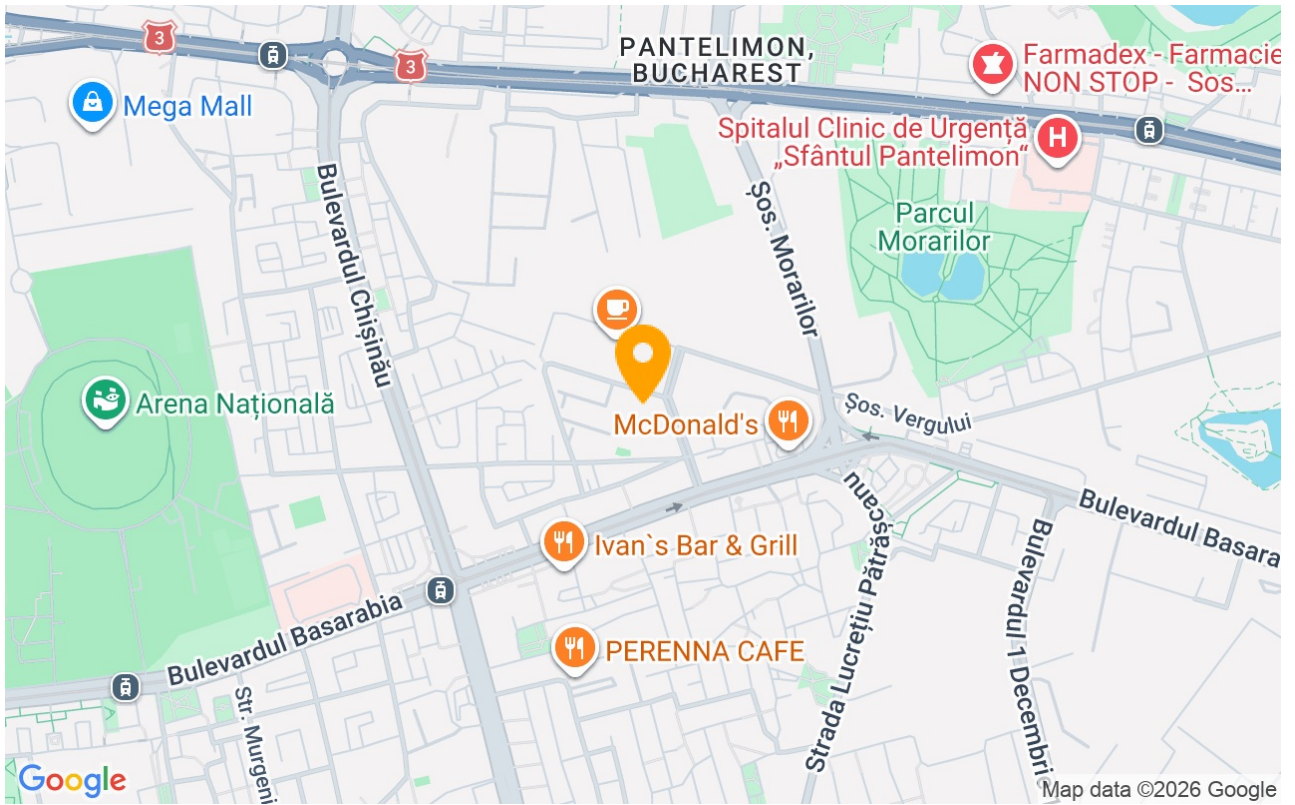 3
3
PANTELIMON,
BUCHAREST
Farmadex - Farmacie
NON STOP - Sos...
Mega Mall
Spitalul Clinic de Urgență
„Sfântul Pantelimon“
H
Bulevardul Chișinău
Șos. Morarilor
Parcul
Morarilor
Arena Națională
McDonald's
Șos. Vergului
Bulevardul Basara
Ivan`s Bar & Grill
Strada Lucrețiu Pătrășcanu
Bulevardul 1 Decembri
Bulevardul Basarabia
PERENNA CAFE
Str. Murgeni
Google
Map data ©2026 Google